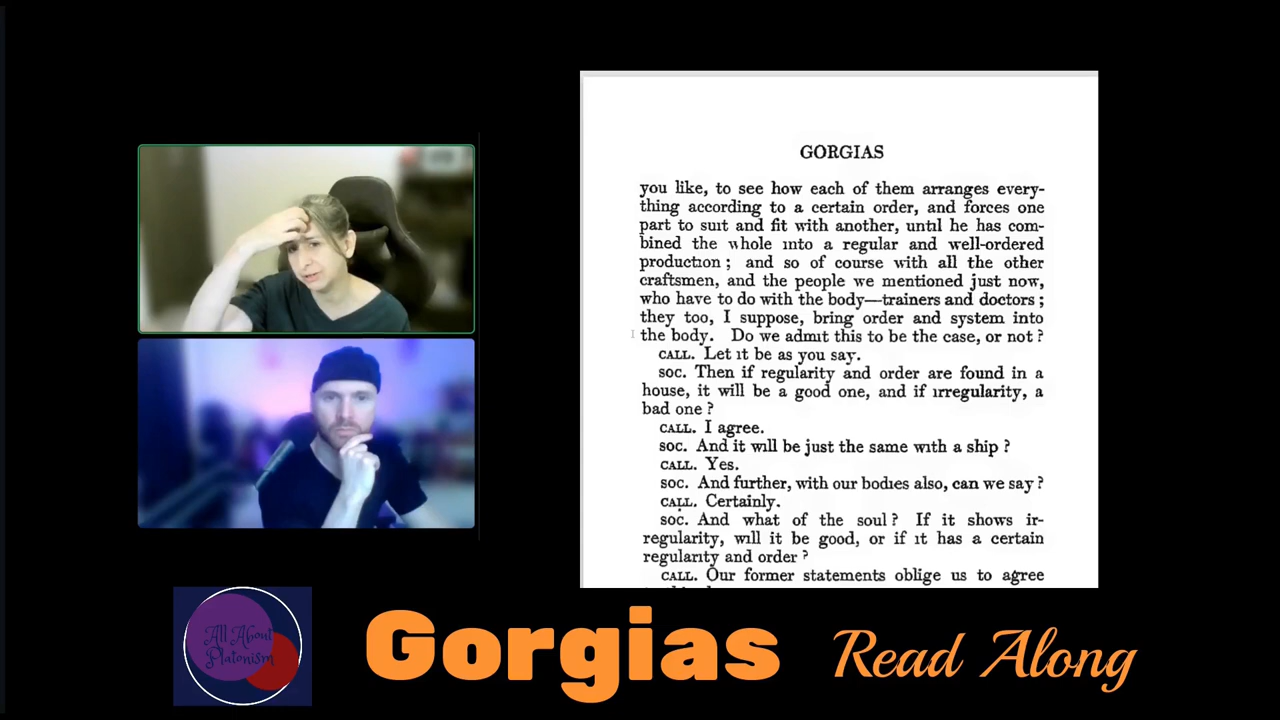 GORGIAS
you like, to see how each of them arranges every-
thing according to a certain order, and forces one
part to suit and fit with another, until he has com-
bined the whole into a regular and well-ordered
production ; and so of course with all the other
craftsmen, and the people we mentioned just now,
who have to do with the body—trainers and doctors ;
they too, I suppose, bring order and system into
the body. Do we admit this to be the case, or not ?
CALL. Let it be as you say.
SOC. Then if regularity and order are found in a
house, it will be a good one, and if irregularity, a
bad one ?
CALL. I agree.
SOC. And it will be just the same with a ship ?
CALL. Yes.
SOC. And further, with our bodies also, can we say ?
CALL. Certainly.
SOC. And what of the soul ? If it shows ir-
regularity, will it be good, or if it has a certain
regularity and order ?
CALL. Our former statements oblige us to agree
All About
Platonism
Gorgias Read Along